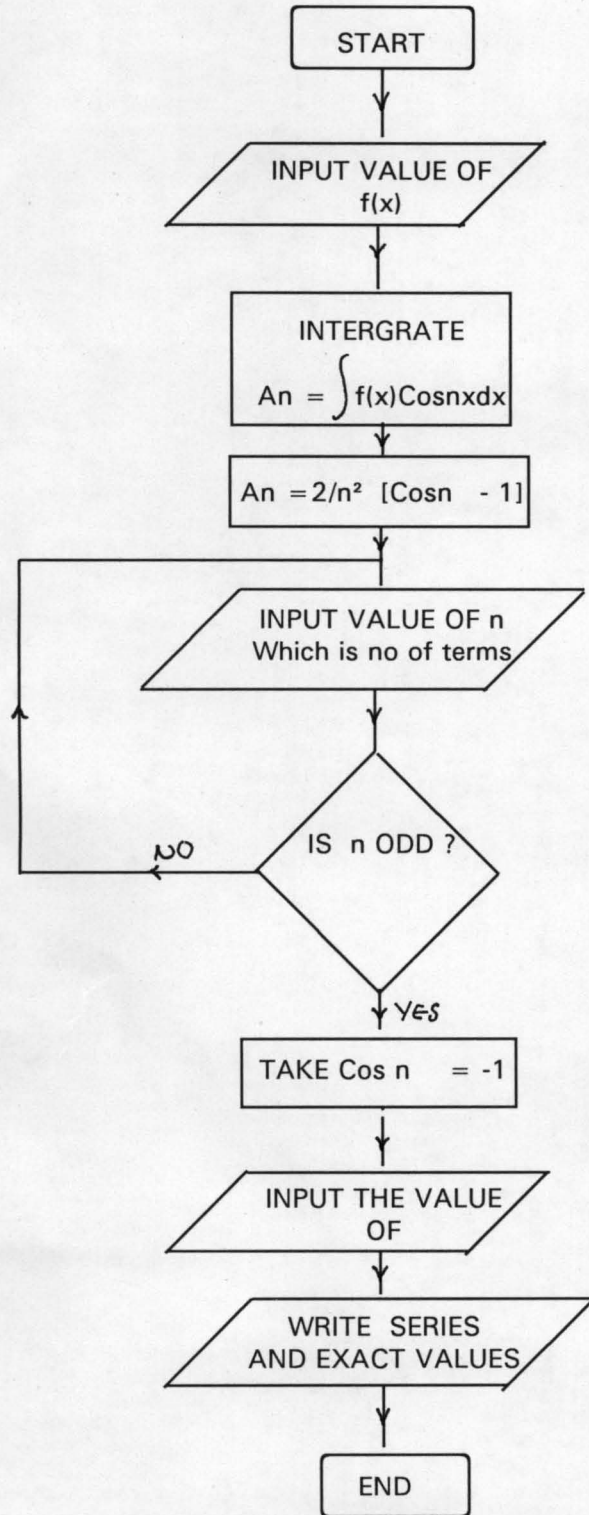 START
INPUT VALUE OF
f(x)
INTERGRATE
An = ∫ f(x)Cosnxdx
An = 2/n² [Cosn - 1]
INPUT VALUE OF n
Which is no of terms
IS n ODD ?
NO
YES
TAKE Cos n = -1
INPUT THE VALUE
OF
WRITE SERIES
AND EXACT VALUES
END